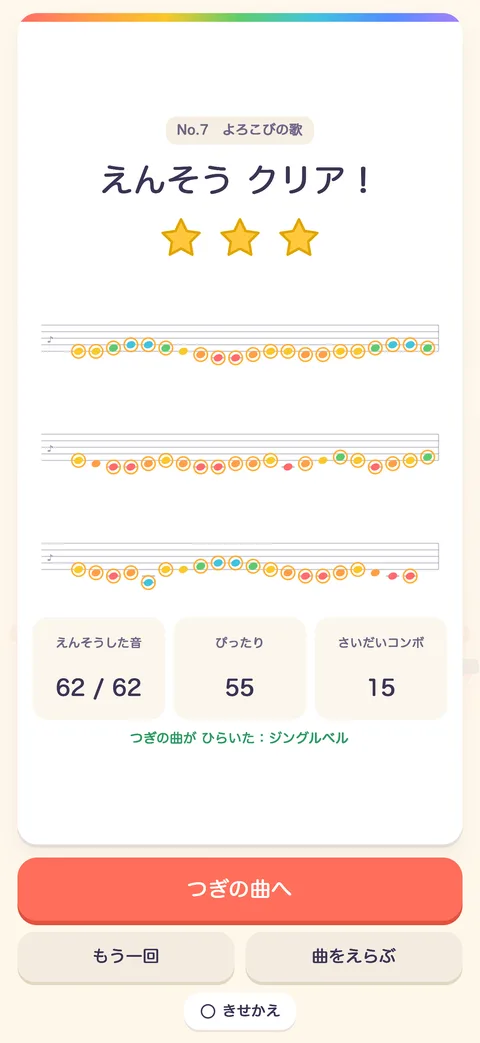 No.7 よろこびの歌
えんそう クリア！
えんそうした音
ぴったり
さいだいコンボ
62 / 62
55
15
つぎの曲が ひらいた：ジングルベル
つぎの曲へ
もう一回
曲をえらぶ
きせかえ